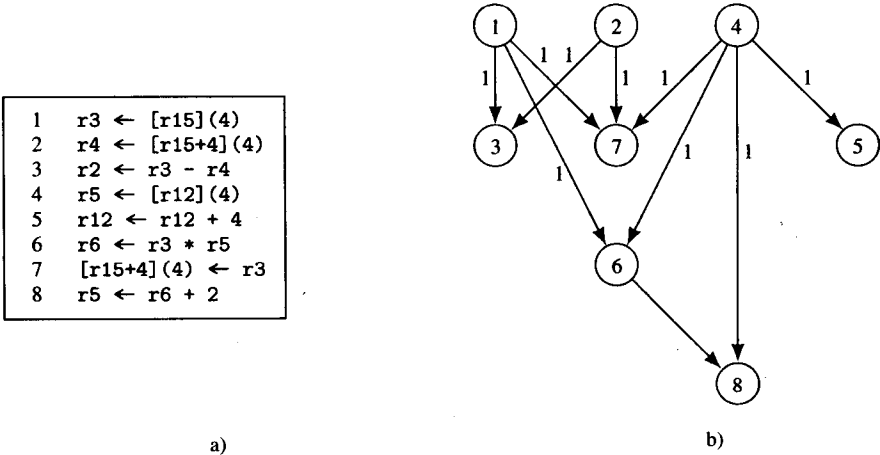 1 r3 ← [r15](4)
2 r4 ← [r15+4](4)
3 r2 ← r3 - r4
4 r5 ← [r12](4)
5 r12 ← r12 + 4
6 r6 ← r3 * r5
7 [r15+4](4) ← r3
8 r5 ← r6 + 2
a)
1 2 4
1 1 1 1 1 1
3 7 5
1 1 1
6
8
b)